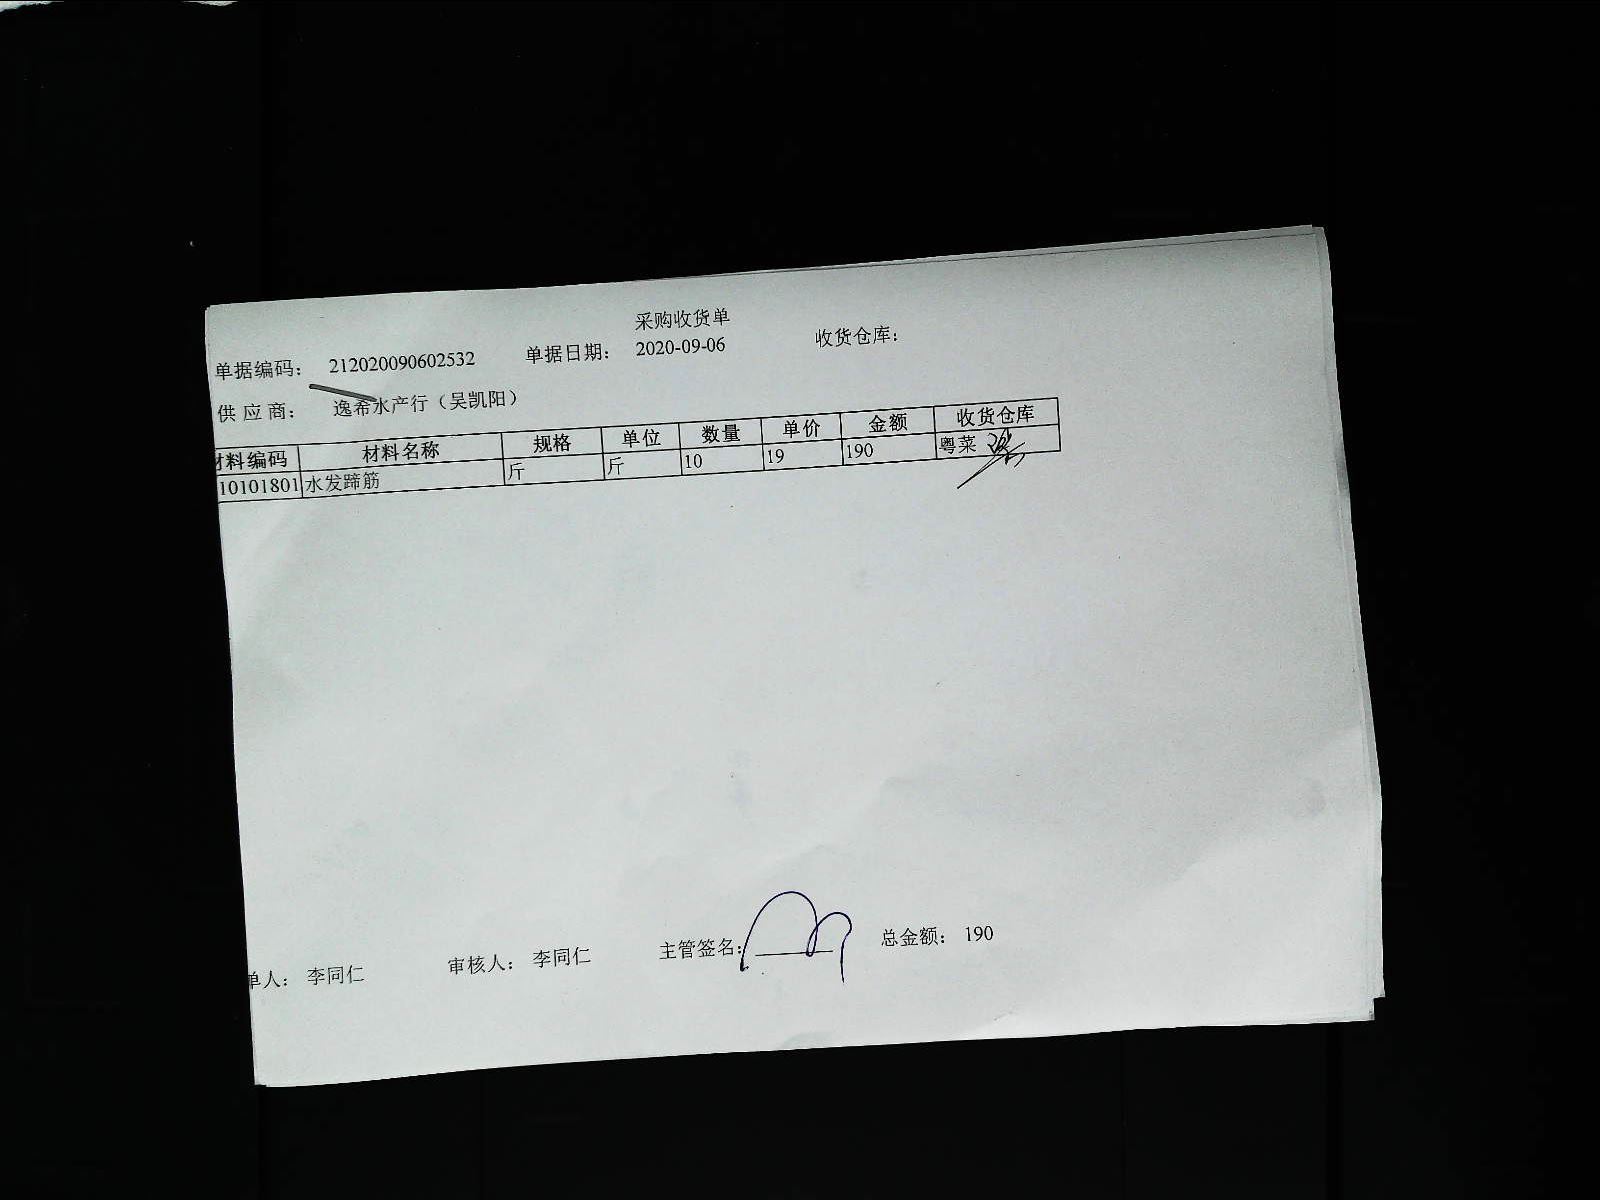 采购收货单
单据编码: 212020090602532 单据日期: 2020-09-06 收货仓库:
供 应 商: 逸希水产行（吴凯阳）
材料编码 材料名称 规格 单位 数量 单价 金额 收货仓库
10101801 水发蹄筋 斤 斤 10 19 190 粤菜
单人: 李同仁 审核人: 李同仁 主管签名: 总金额: 190